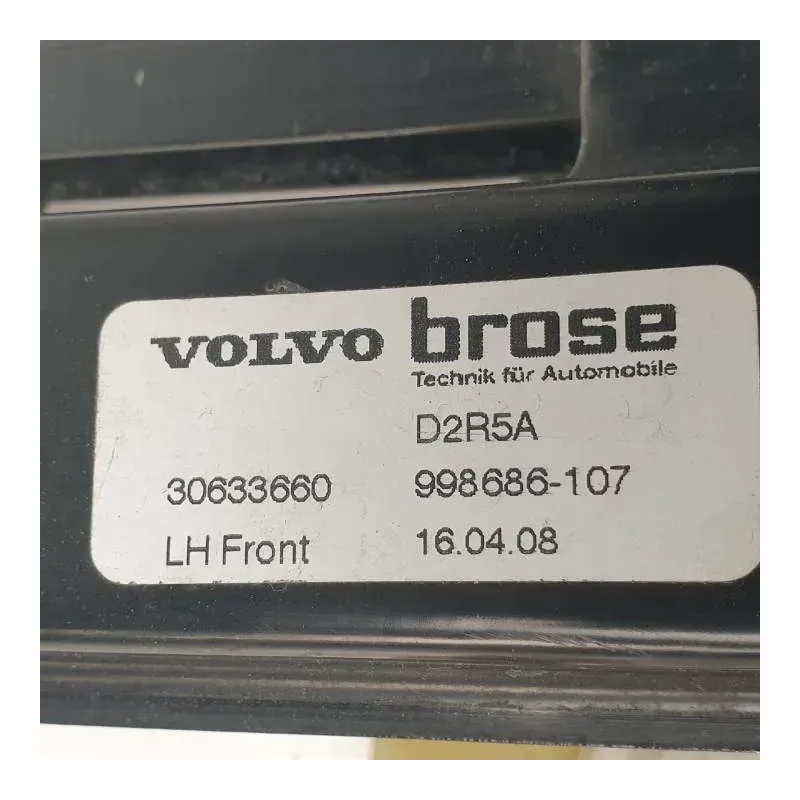 VOLVO brose
Technik für Automobile
D2R5A
30633660 998686-107
LH Front 16.04.08